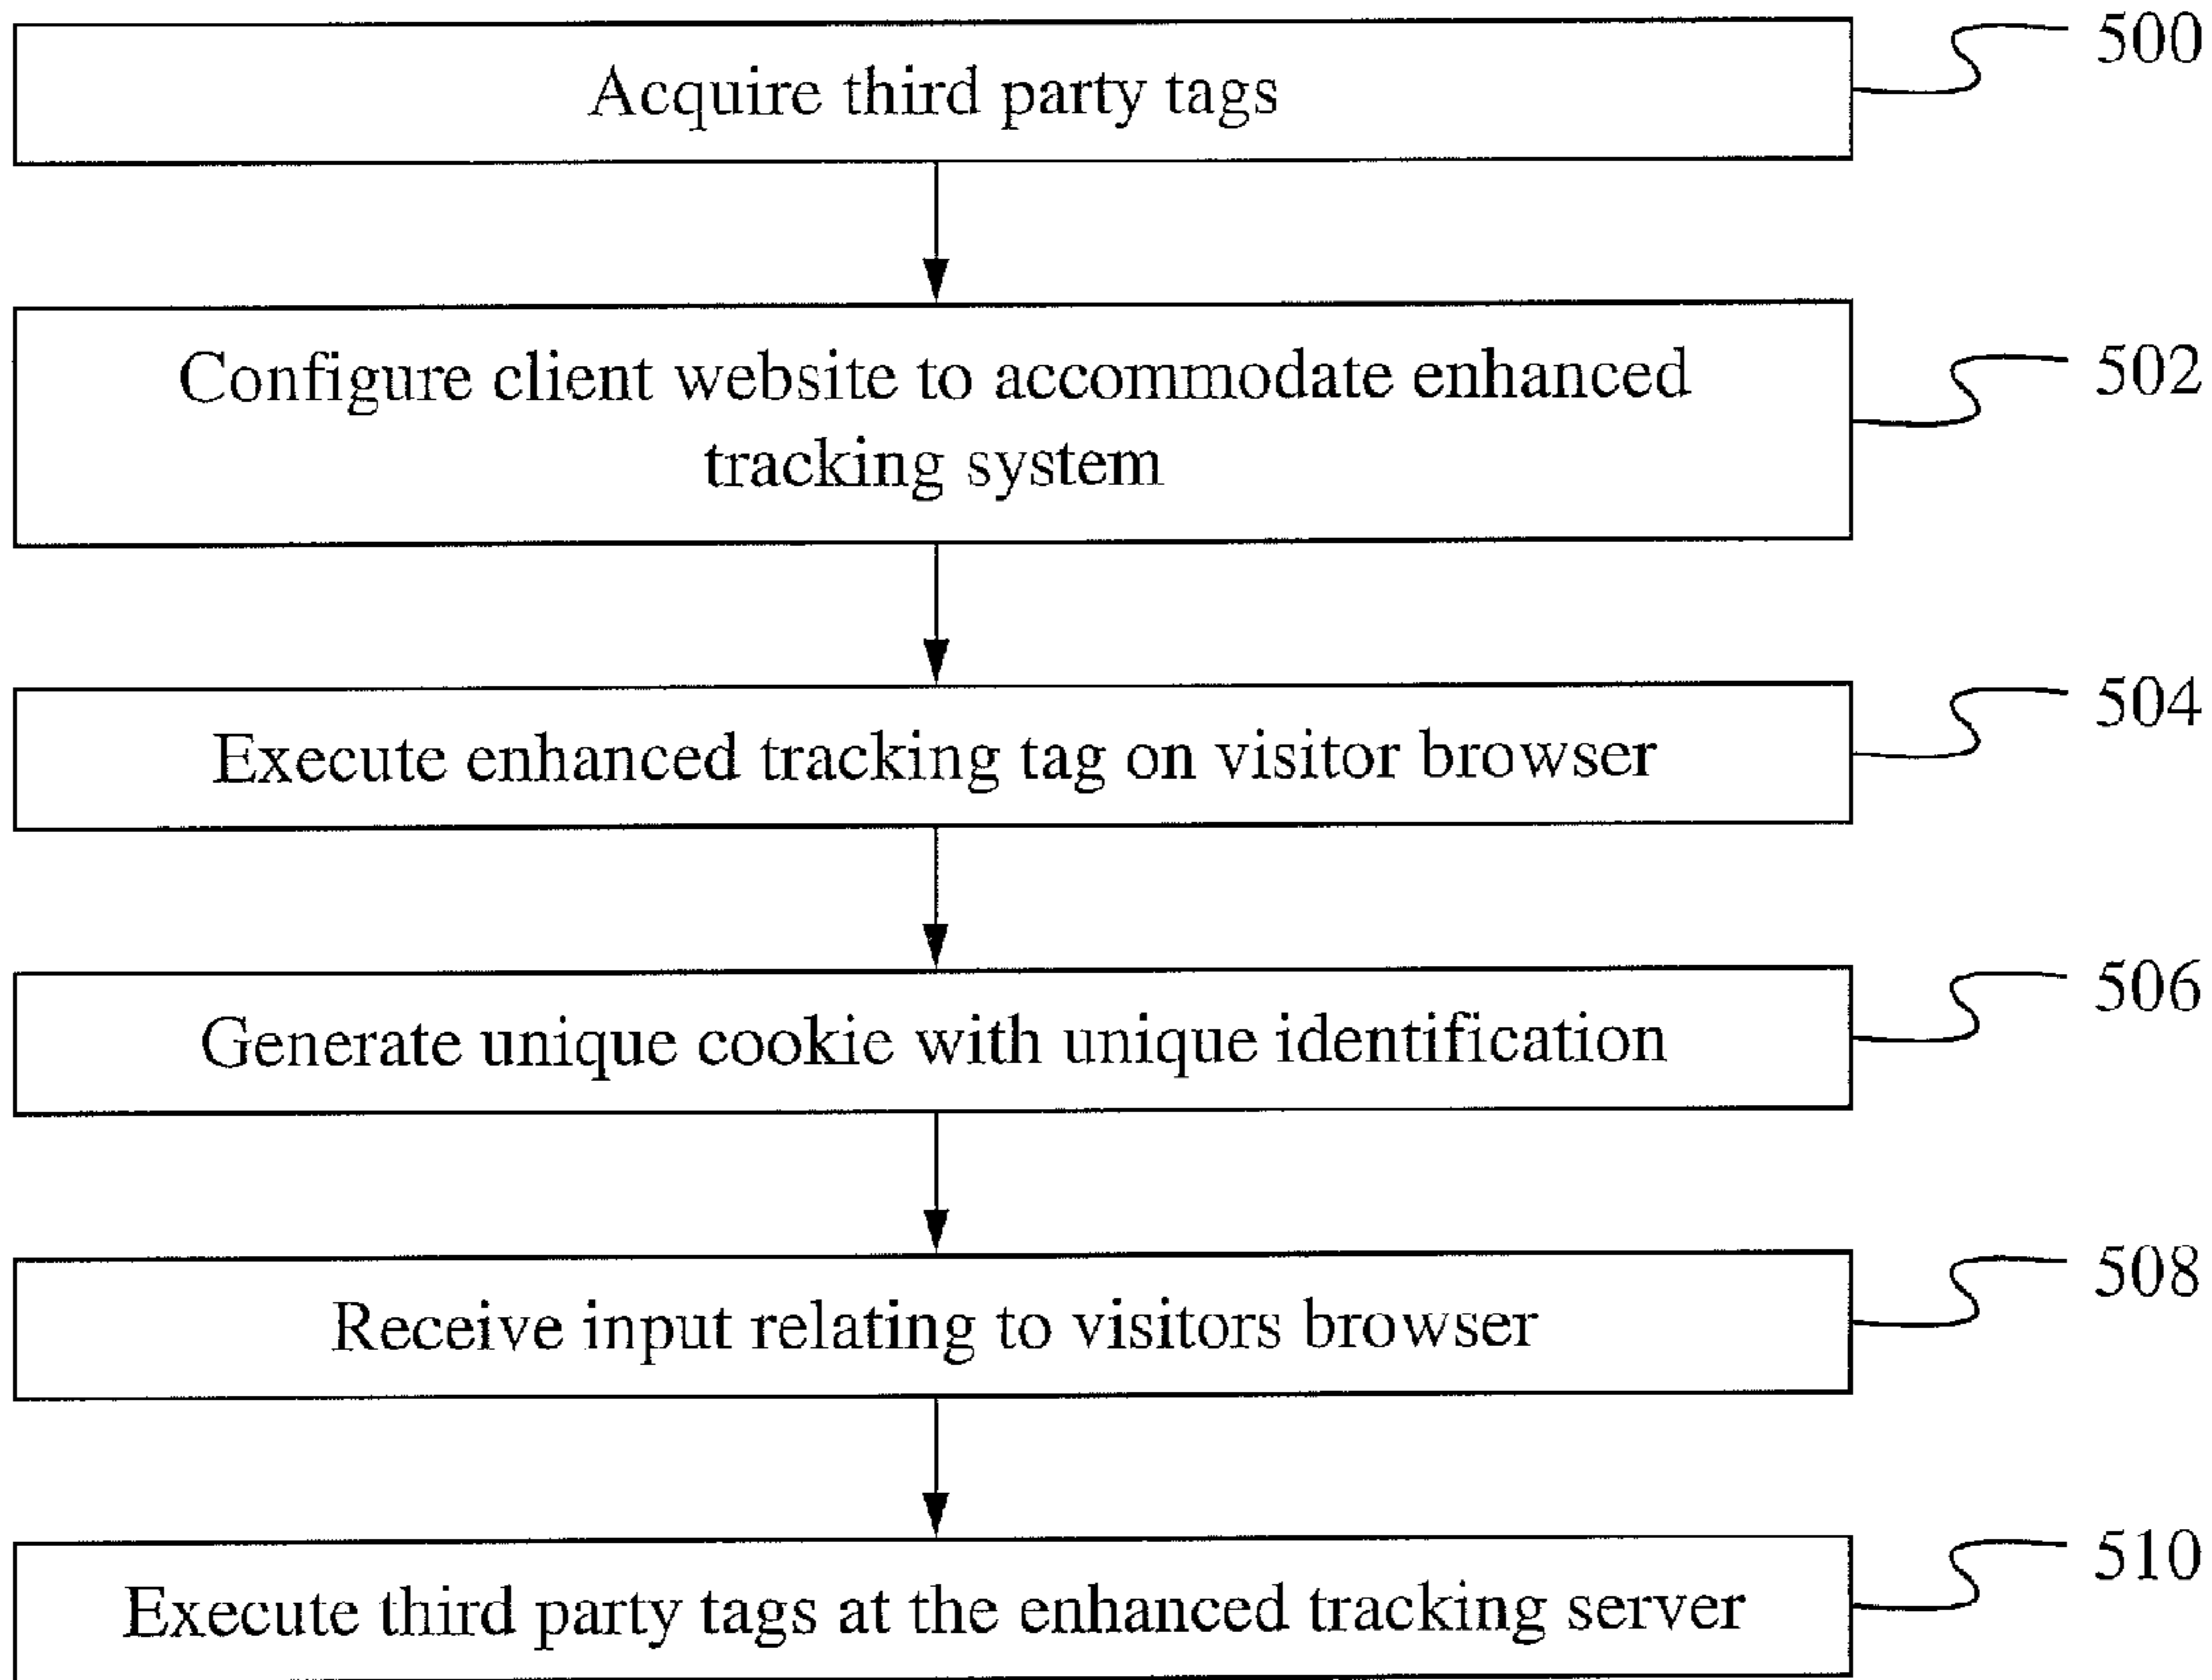 Acquire third party tags
500
Configure client website to accommodate enhanced
tracking system
502
Execute enhanced tracking tag on visitor browser
504
Generate unique cookie with unique identification
506
Receive input relating to visitors browser
508
Execute third party tags at the enhanced tracking server
510